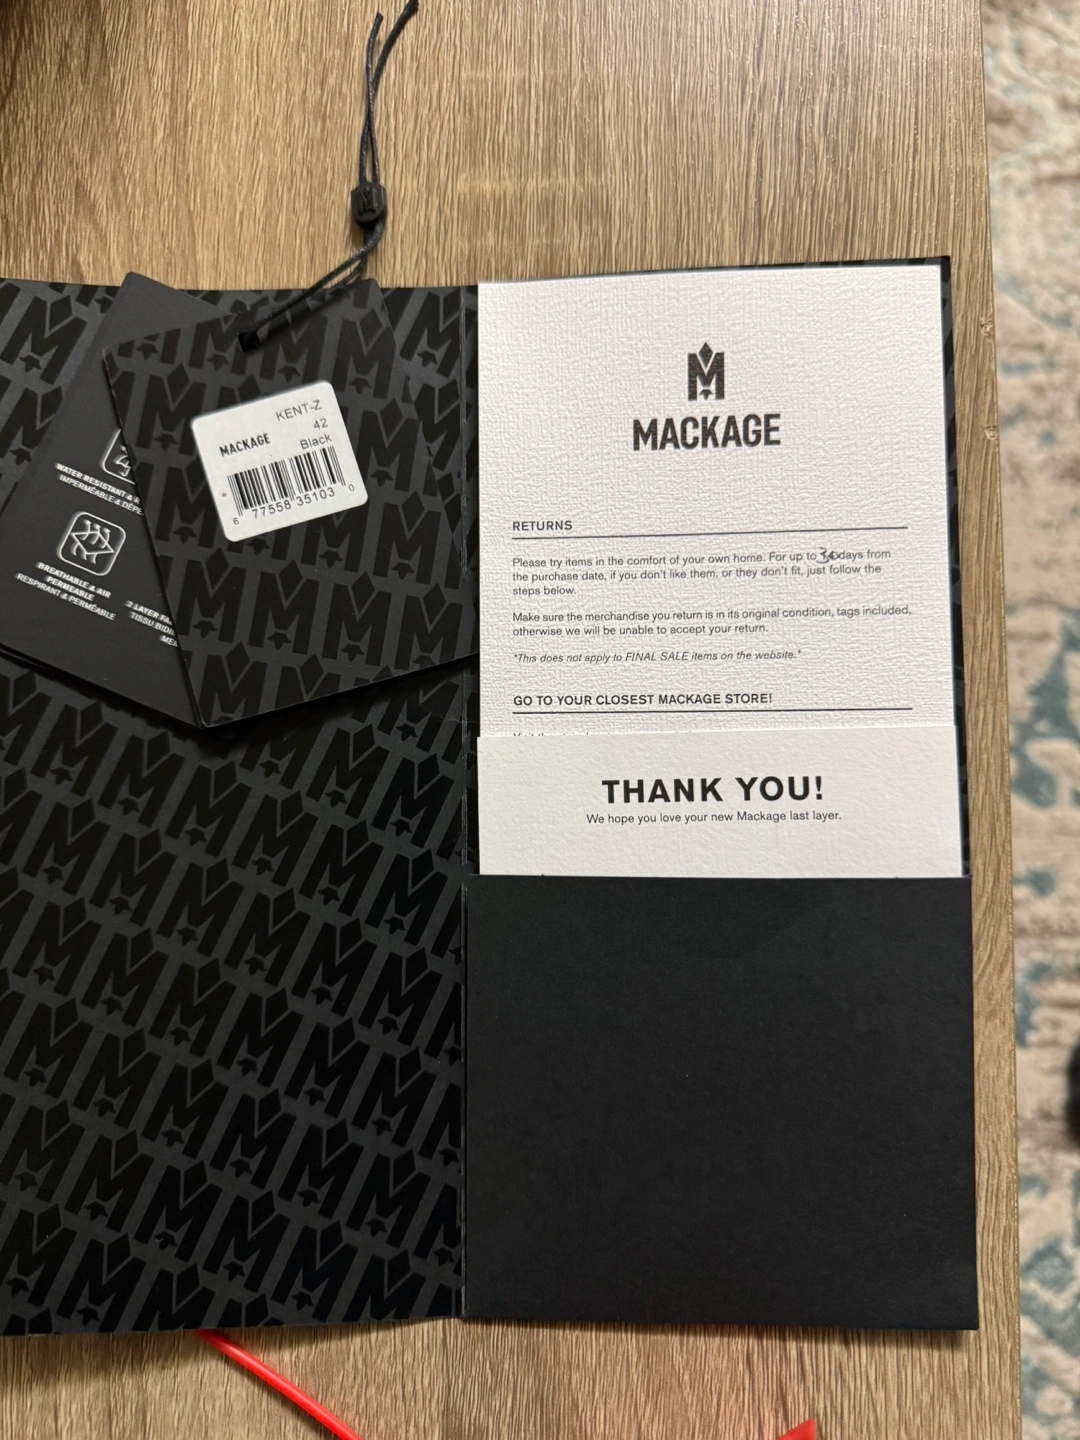 KENT-Z
42
MACKAGE
Black
6 77558 35103 0
WATER RESISTANT &
IMPERMÉABLE &
BREATHABLE & AIR
PERMEABLE
RESPIRANT & PERMÉABLE
2 LAYER
TISSU
MACKAGE
RETURNS
Please try items in the comfort of your own home. For up to 30 days from
the purchase date, if you don't like them, or they don't fit, just follow the
steps below.
Make sure the merchandise you return is in its original condition, tags included,
otherwise we will be unable to accept your return.
*This does not apply to FINAL SALE items on the website.*
GO TO YOUR CLOSEST MACKAGE STORE!
THANK YOU!
We hope you love your new Mackage last layer.